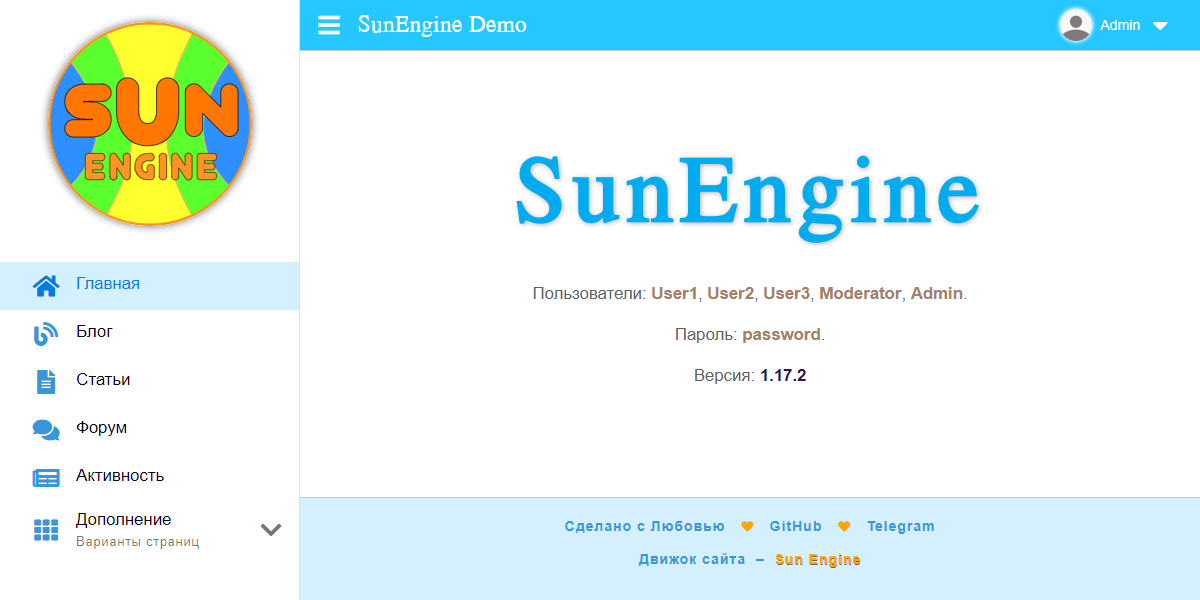 SUN
ENGINE
Главная
Блог
Статьи
Форум
Активность
Дополнение
Варианты страниц
SunEngine Demo
Admin
SunEngine
Пользователи: User1, User2, User3, Moderator, Admin.
Пароль: password.
Версия: 1.17.2
Сделано с Любовью GitHub Telegram
Движок сайта – Sun Engine